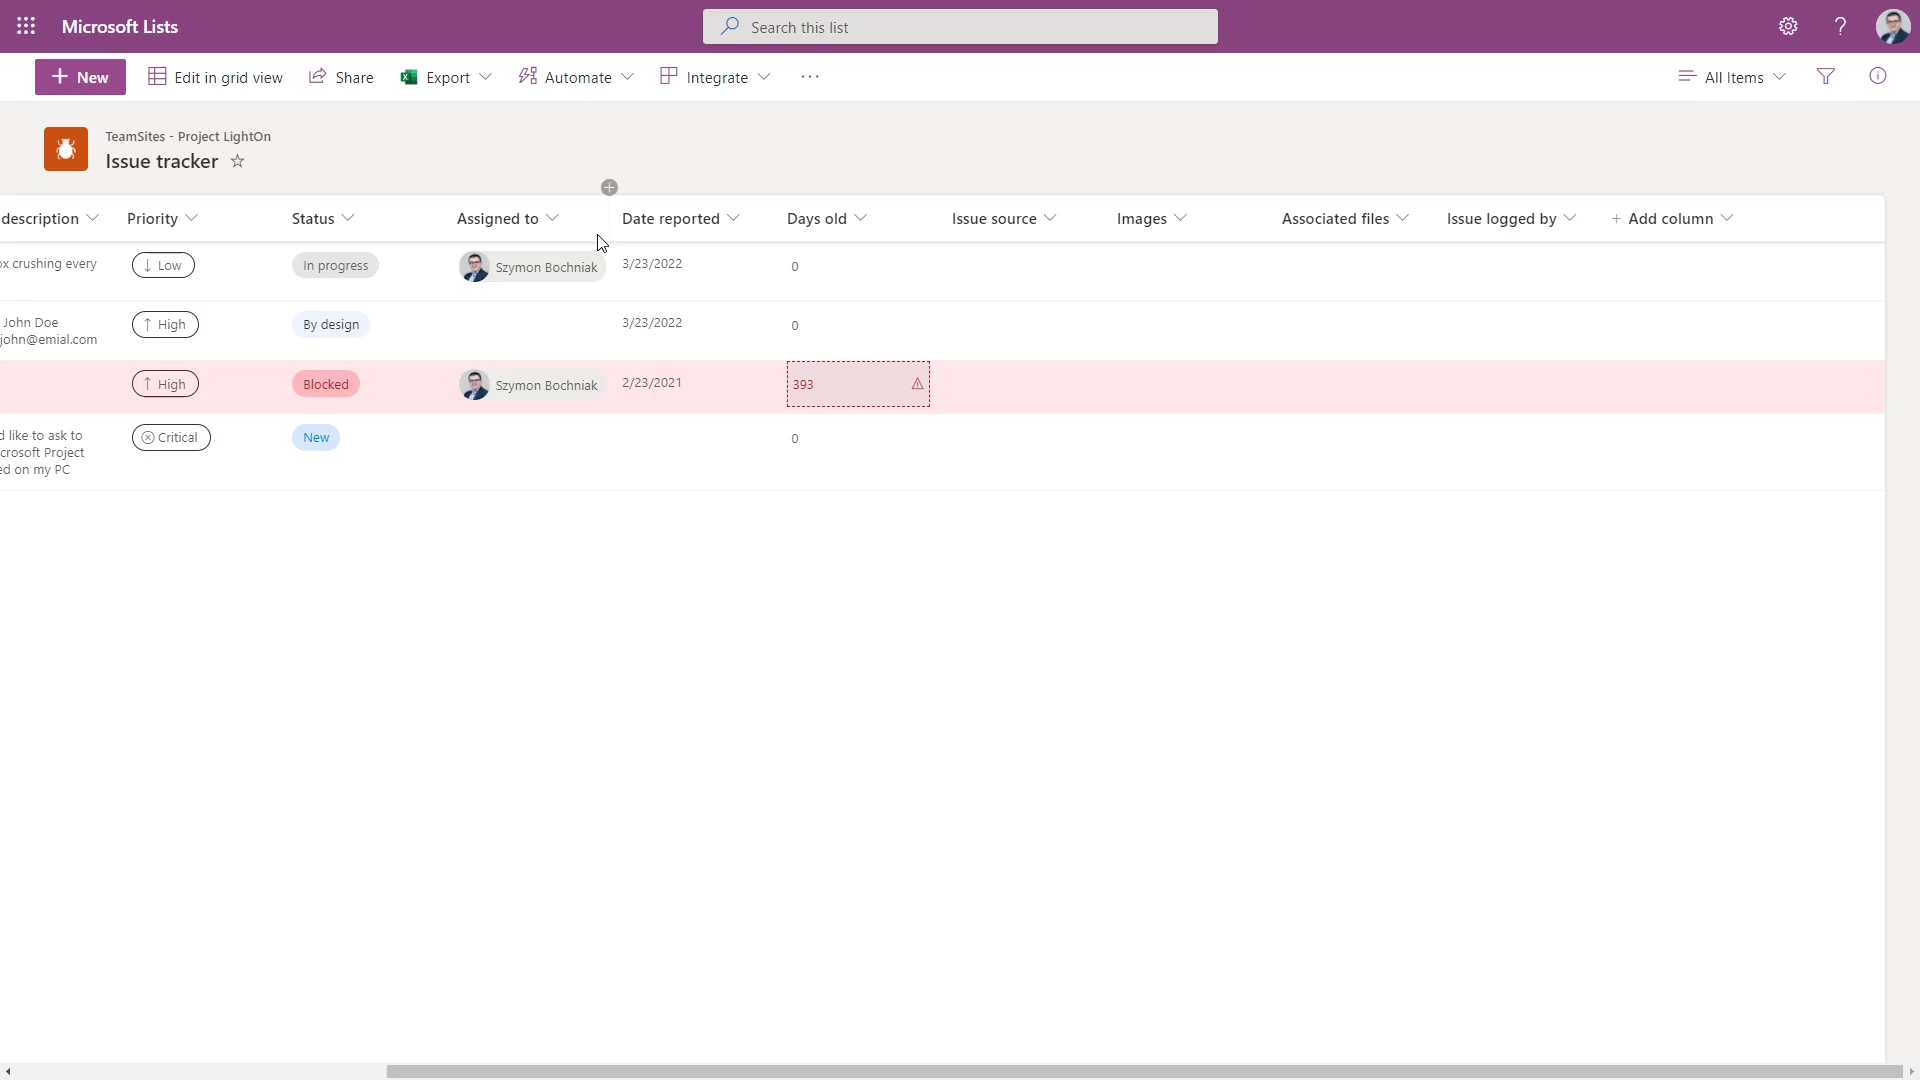 Microsoft Lists
Search this list
?
+ New
Edit in grid view
Share
Export
Automate
Integrate
...
All Items
TeamSites - Project LightOn
Issue tracker
description
Priority
Status
Assigned to
Date reported
Days old
Issue source
Images
Associated files
Issue logged by
+ Add column
ox crushing every
↓ Low
In progress
Szymon Bochniak
3/23/2022
0
John Doe
john@emial.com
↑ High
By design
3/23/2022
0
↑ High
Blocked
Szymon Bochniak
2/23/2021
393
d like to ask to
crosoft Project
ed on my PC
Critical
New
0